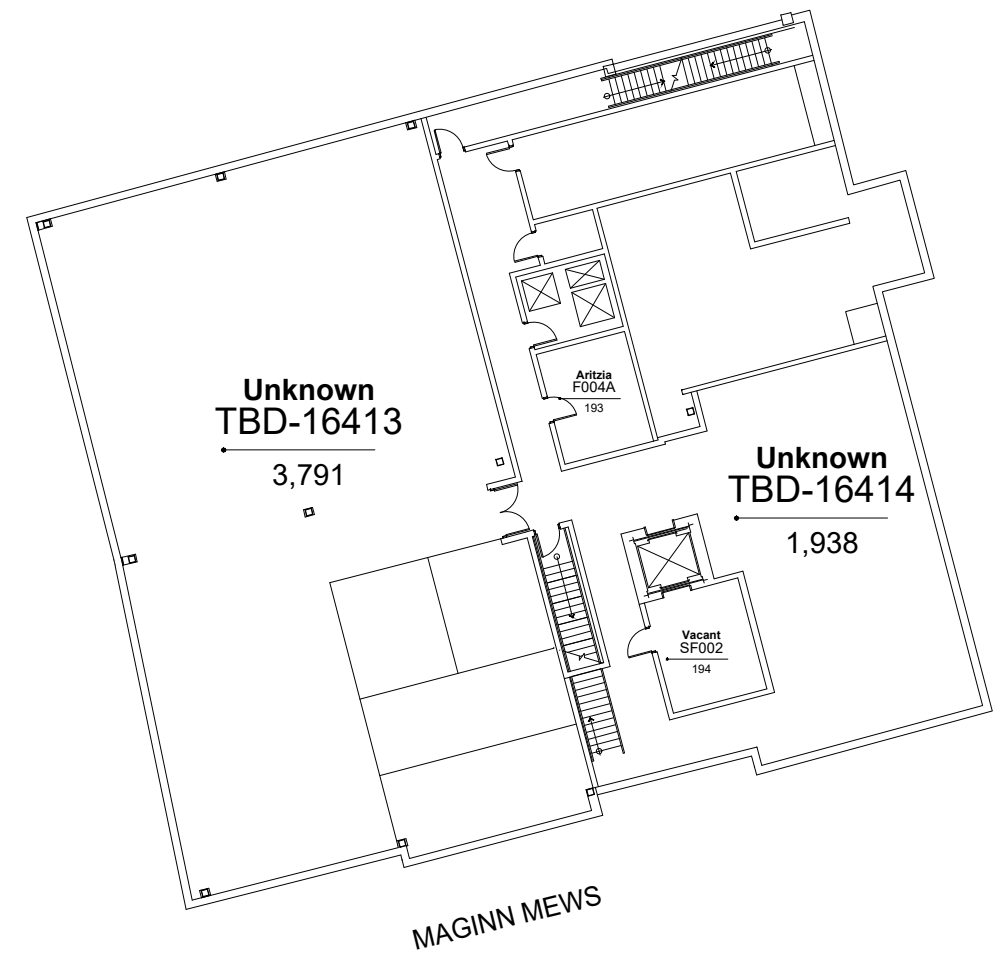 Aritzia
F004A
193
Unknown
TBD-16413
3,791
Unknown
TBD-16414
1,938
Vacant
SF002
194
MAGINN MEWS